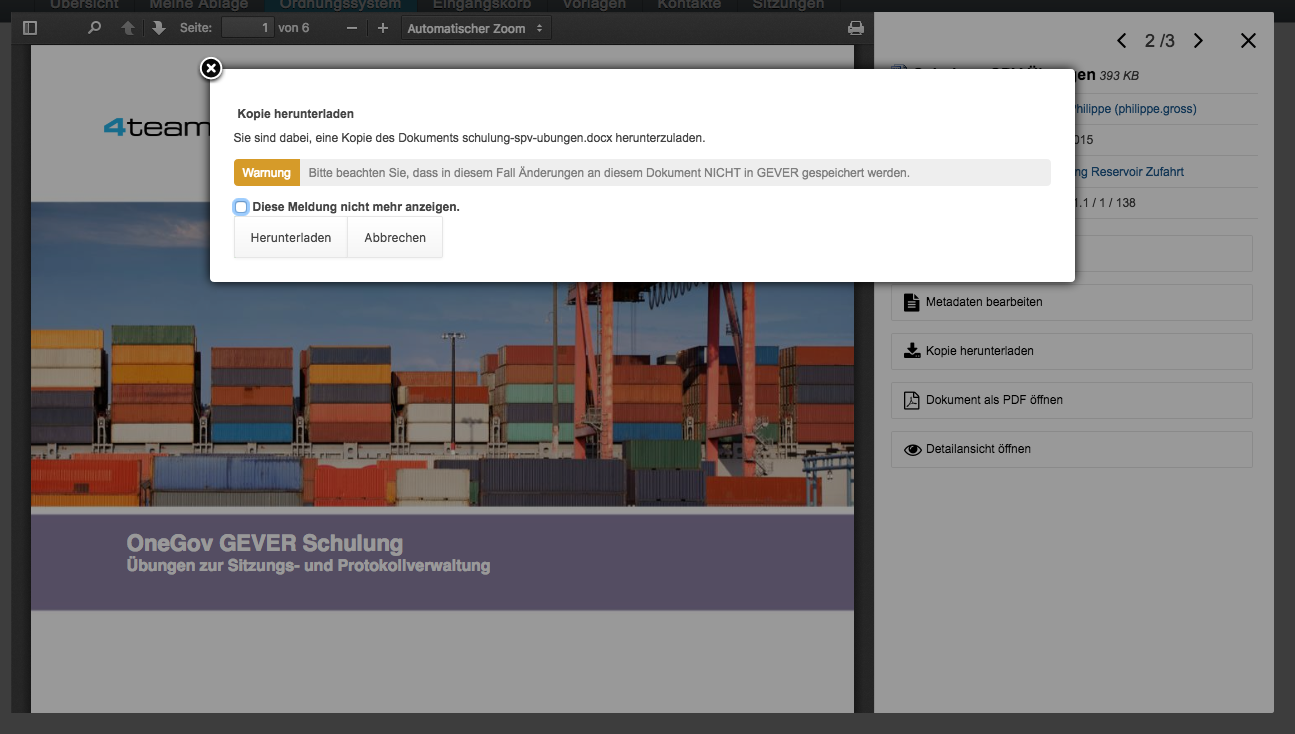 Übersicht Meine Ablage Ordnungssystem Eingangskorb Vorlagen Kontakte Sitzungen
Seite: 1 von 6 Automatischer Zoom
2 /3
gen 393 KB
Kopie herunterladen
Sie sind dabei, eine Kopie des Dokuments schulung-spv-ubungen.docx herunterzuladen.
Warnung Bitte beachten Sie, dass in diesem Fall Änderungen an diesem Dokument NICHT in GEVER gespeichert werden.
Diese Meldung nicht mehr anzeigen.
Herunterladen Abbrechen
4team
hilippe (philippe.gross)
015
ng Reservoir Zufahrt
1.1 / 1 / 138
Metadaten bearbeiten
Kopie herunterladen
Dokument als PDF öffnen
Detailansicht öffnen
OneGov GEVER Schulung
Übungen zur Sitzungs- und Protokollverwaltung